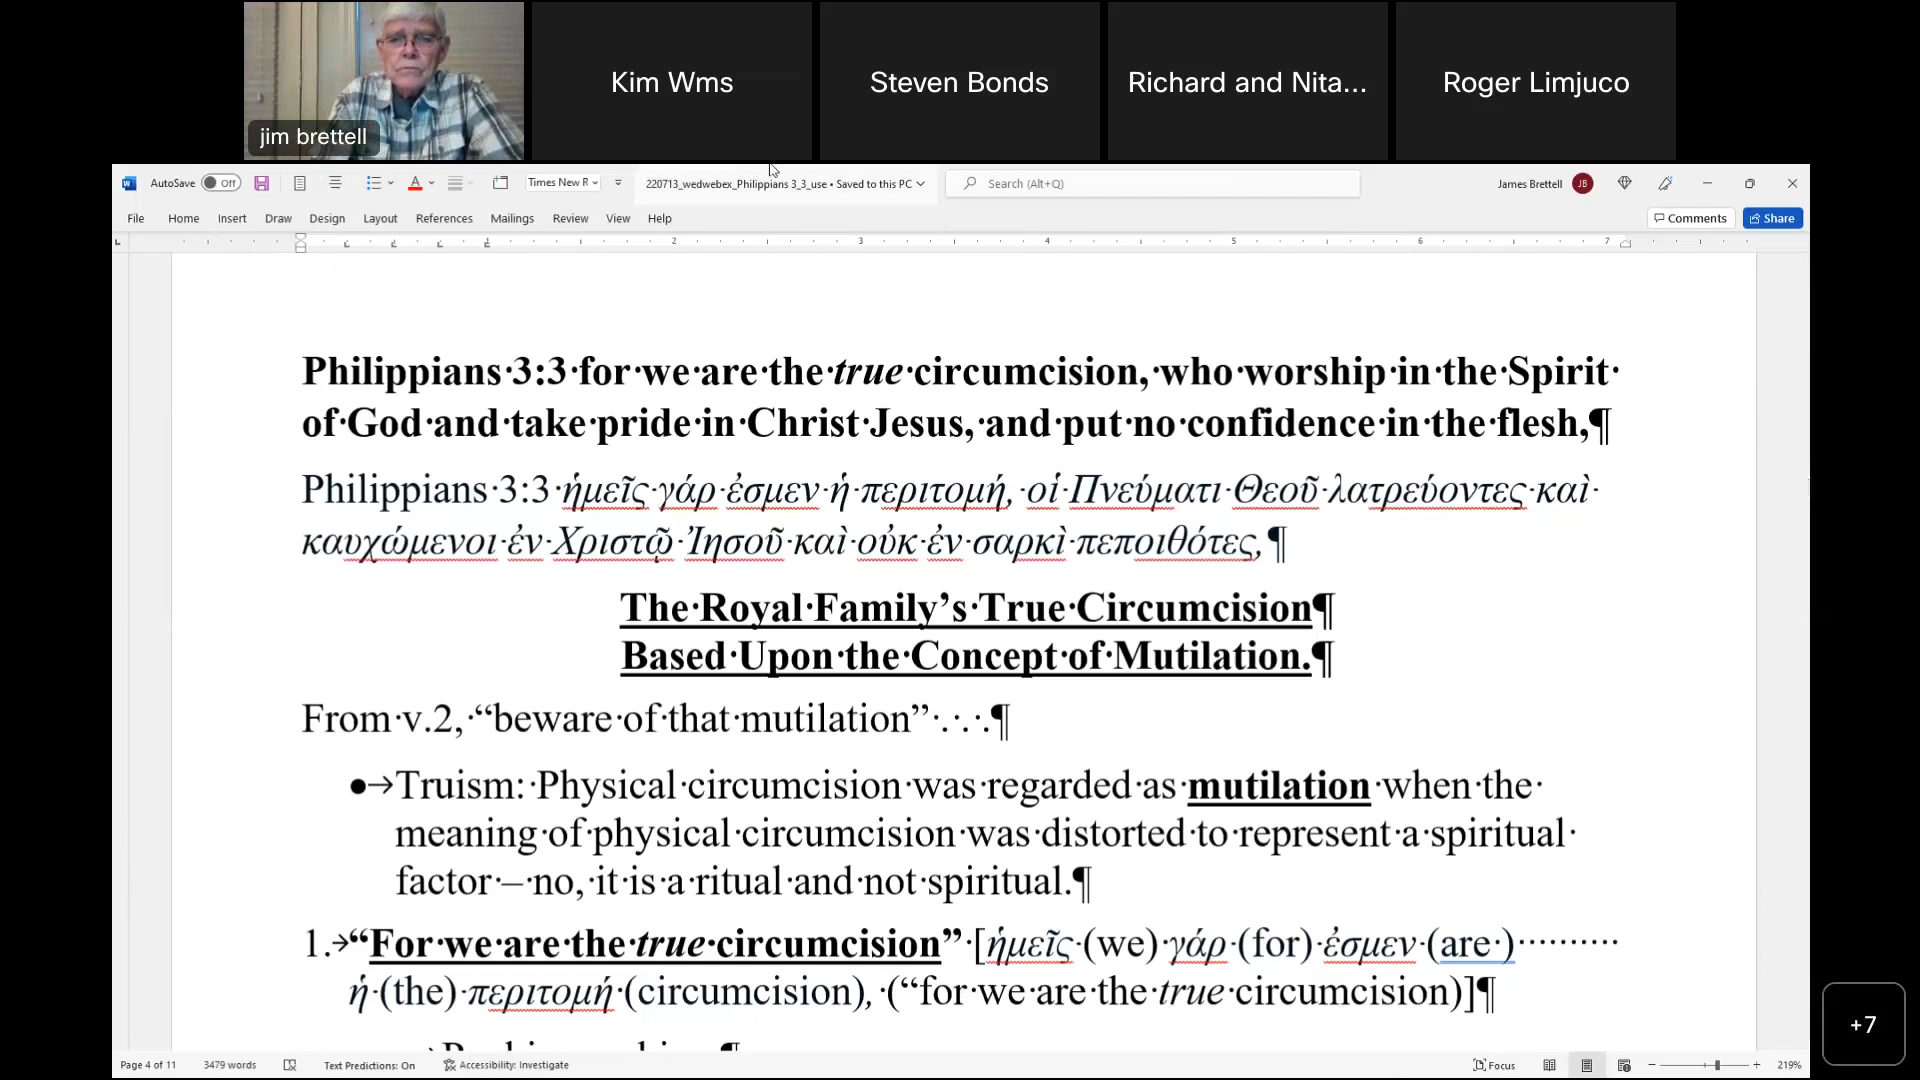 Kim Wms
Steven Bonds
Richard and Nita...
Roger Limjuco
jim brettell
AutoSave Off
Times New R
220713_wedwebex_Philippians 3_3_use • Saved to this PC
Search (Alt+Q)
James Brettell JB
File Home Insert Draw Design Layout References Mailings Review View Help
Comments Share
2 3 4 5 6 7
Philippians·3:3·for·we·are·the·true·circumcision,·who·worship·in·the·Spirit·
of·God·and·take·pride·in·Christ·Jesus,·and·put·no·confidence·in·the·flesh,¶
Philippians·3:3·ἡμεῖς·γάρ·ἐσμεν·ἡ·περιτομή,·οἱ·Πνεύματι·Θεοῦ·λατρεύοντες·καὶ·
καυχώμενοι·ἐν·Χριστῷ·Ἰησοῦ·καὶ·οὐκ·ἐν·σαρκὶ·πεποιθότες,¶
The·Royal·Family’s·True·Circumcision¶
Based·Upon·the·Concept·of·Mutilation.¶
From·v.2,·“beware·of·that·mutilation”·.·.·.¶
●→Truism:·Physical·circumcision·was·regarded·as·mutilation·when·the·
meaning·of·physical·circumcision·was·distorted·to·represent·a·spiritual·
factor·–·no,·it·is·a·ritual·and·not·spiritual.¶
1.→“For·we·are·the·true·circumcision”·[ἡμεῖς·(we)·γάρ·(for)·ἐσμεν·(are·)··········
ἡ·(the)·περιτομή·(circumcision),·(“for·we·are·the·true·circumcision)]¶
+7
Page 4 of 11 3479 words Text Predictions: On Accessibility: Investigate Focus 219%